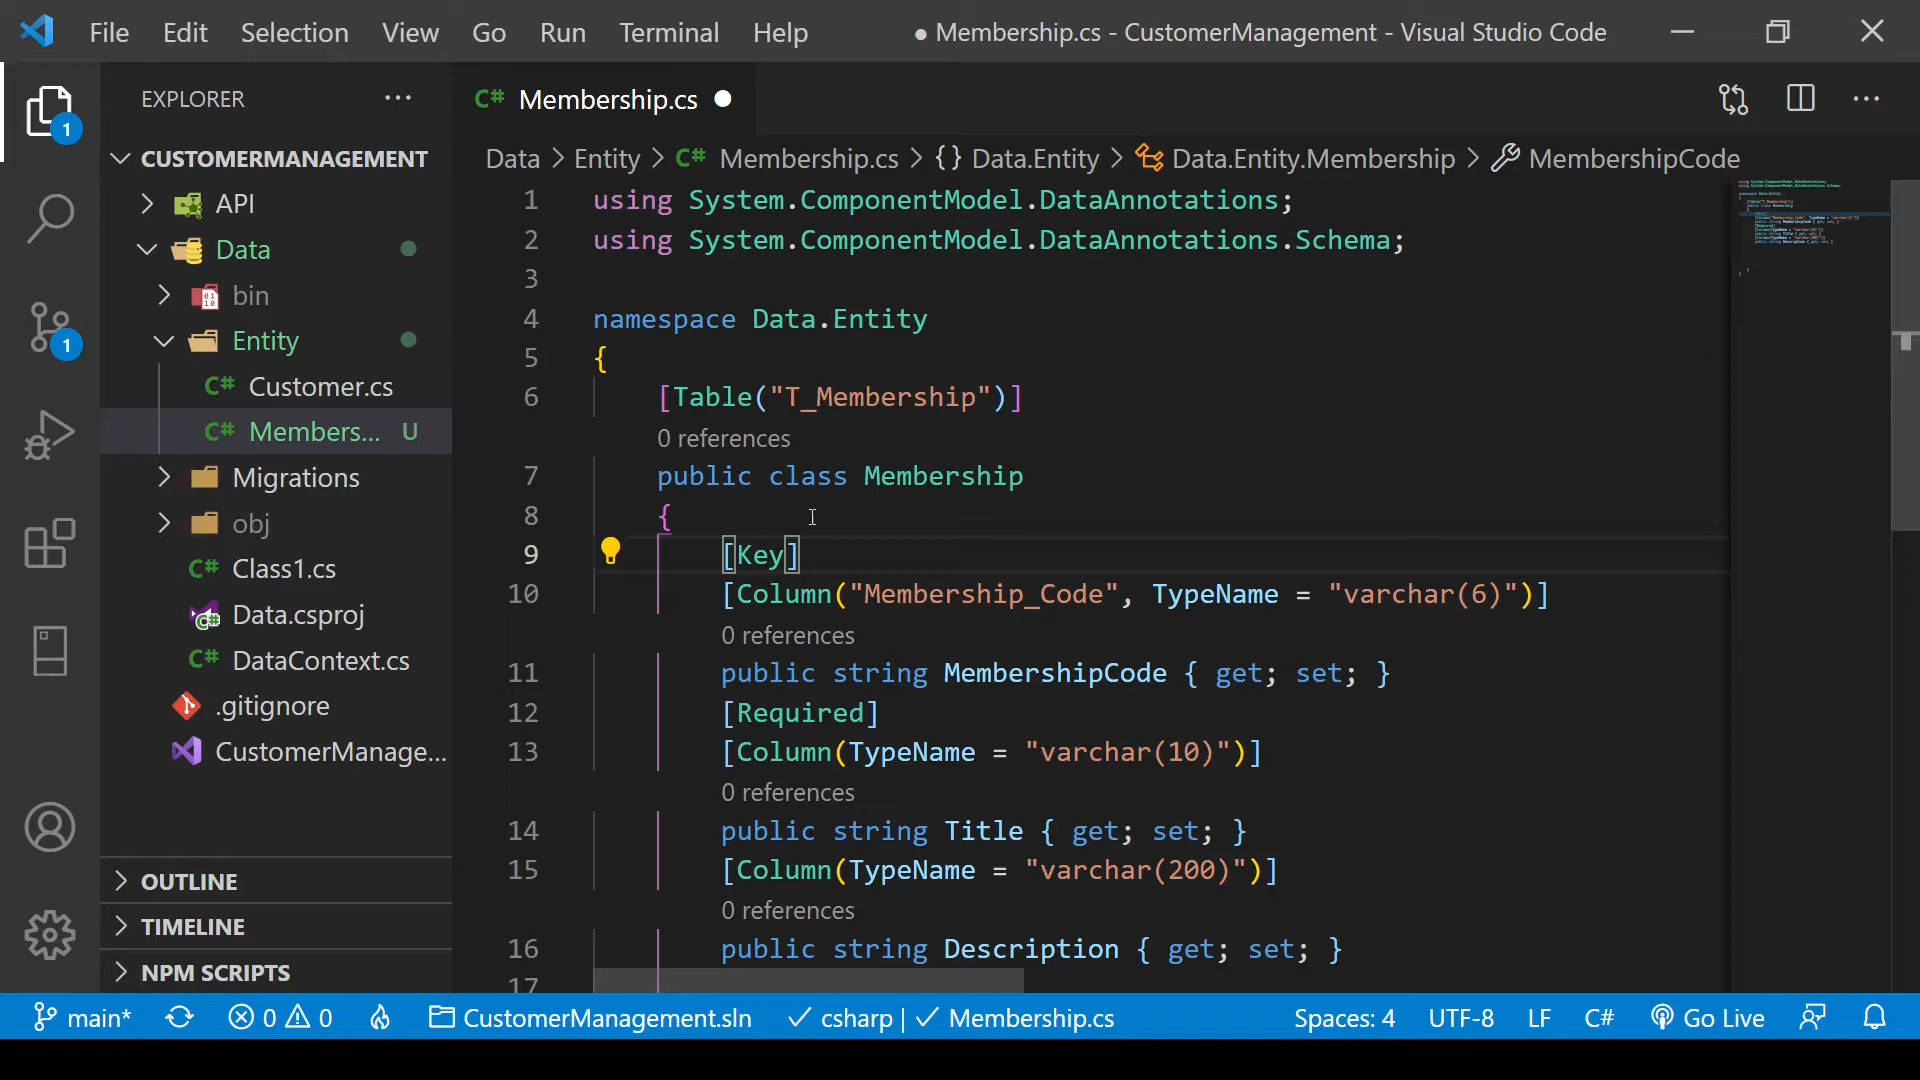 File Edit Selection View Go Run Terminal Help ● Membership.cs - CustomerManagement - Visual Studio Code
EXPLORER ···
1
CUSTOMERMANAGEMENT
API
Data
bin
Entity
C# Customer.cs
C# Members... U
Migrations
obj
C# Class1.cs
Data.csproj
C# DataContext.cs
.gitignore
CustomerManage...
1
OUTLINE
TIMELINE
NPM SCRIPTS
C# Membership.cs ●
Data > Entity > C# Membership.cs > {} Data.Entity > Data.Entity.Membership > MembershipCode
1 using System.ComponentModel.DataAnnotations;
2 using System.ComponentModel.DataAnnotations.Schema;
3
4 namespace Data.Entity
5 {
6 [Table("T_Membership")]
0 references
7 public class Membership
8 {
9 [Key]
10 [Column("Membership_Code", TypeName = "varchar(6)")]
0 references
11 public string MembershipCode { get; set; }
12 [Required]
13 [Column(TypeName = "varchar(10)")]
0 references
14 public string Title { get; set; }
15 [Column(TypeName = "varchar(200)")]
0 references
16 public string Description { get; set; }
17
main* 0 0 CustomerManagement.sln csharp | Membership.cs Spaces: 4 UTF-8 LF C# Go Live